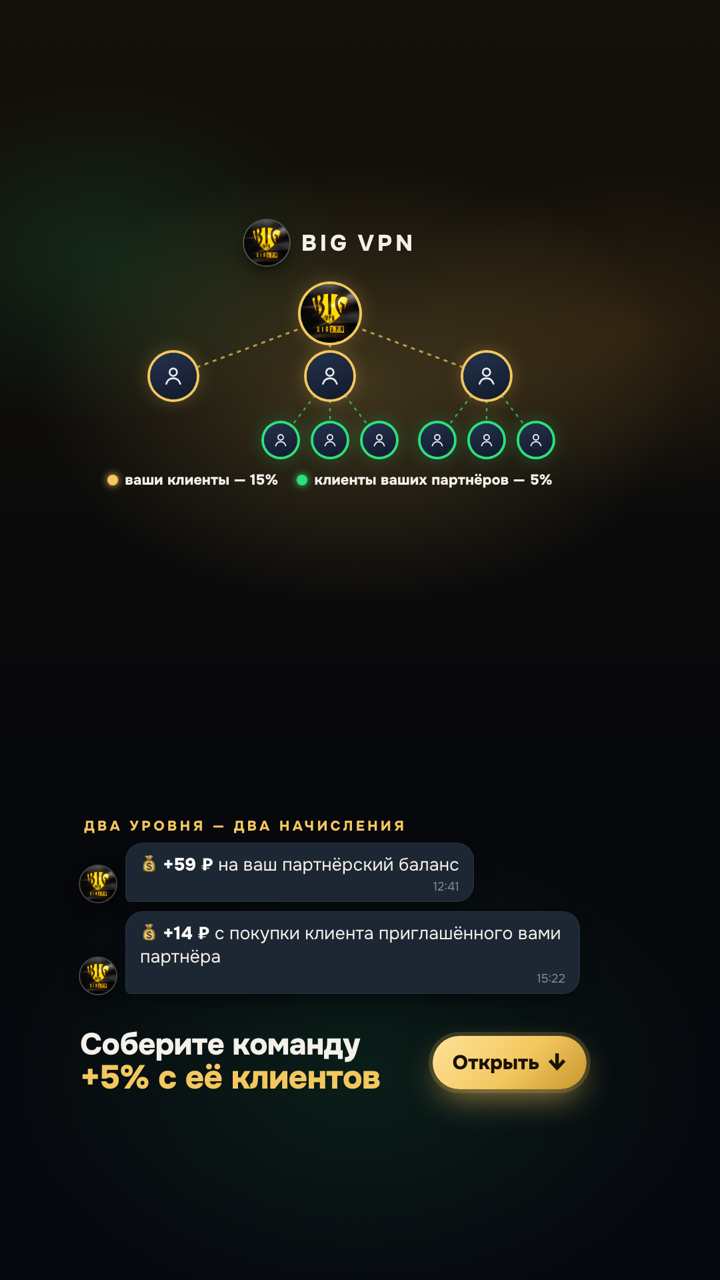 BIG VPN
ваши клиенты — 15%
клиенты ваших партнёров — 5%
ДВА УРОВНЯ — ДВА НАЧИСЛЕНИЯ
💰 +59 ₽ на ваш партнёрский баланс
12:41
💰 +14 ₽ с покупки клиента приглашённого вами
партнёра
15:22
Соберите команду
+5% с её клиентов
Открыть ↓